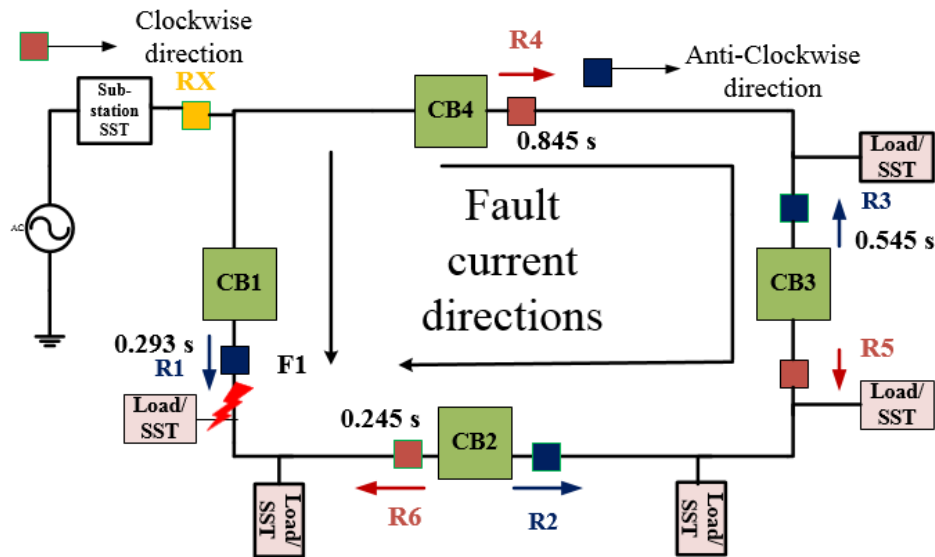 Clockwise
direction
RX
Sub-
station
SST
AC
R4
Anti-Clockwise
direction
CB4
0.845 s
Load/
SST
Fault
current
directions
R3
0.545 s
CB1
CB3
0.293 s
R1
F1
R5
Load/
SST
Load/
SST
0.245 s
CB2
R6
R2
Load/
SST
Load/
SST